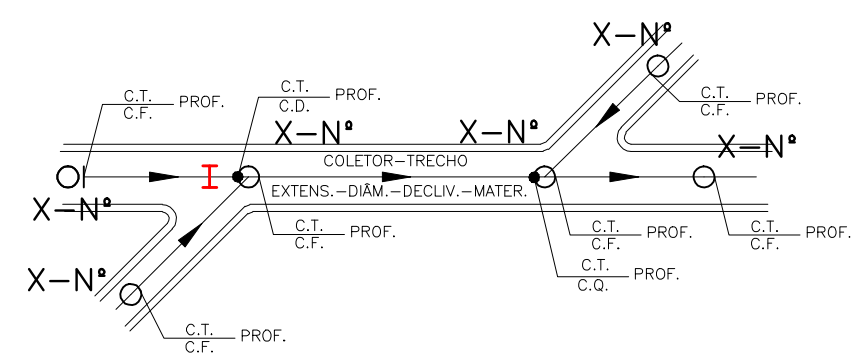 X-Nº
C.T.
C.F. PROF.
C.T.
C.D. PROF.
C.T.
C.F. PROF.
X-Nº
X-Nº
X-Nº
COLETOR-TRECHO
I
EXTENS.-DIÂM.-DECLIV.-MATER.
X-Nº
C.T.
C.F. PROF.
C.T.
C.F. PROF.
C.T.
C.F. PROF.
X-Nº
C.T.
C.Q. PROF.
C.T.
C.F. PROF.